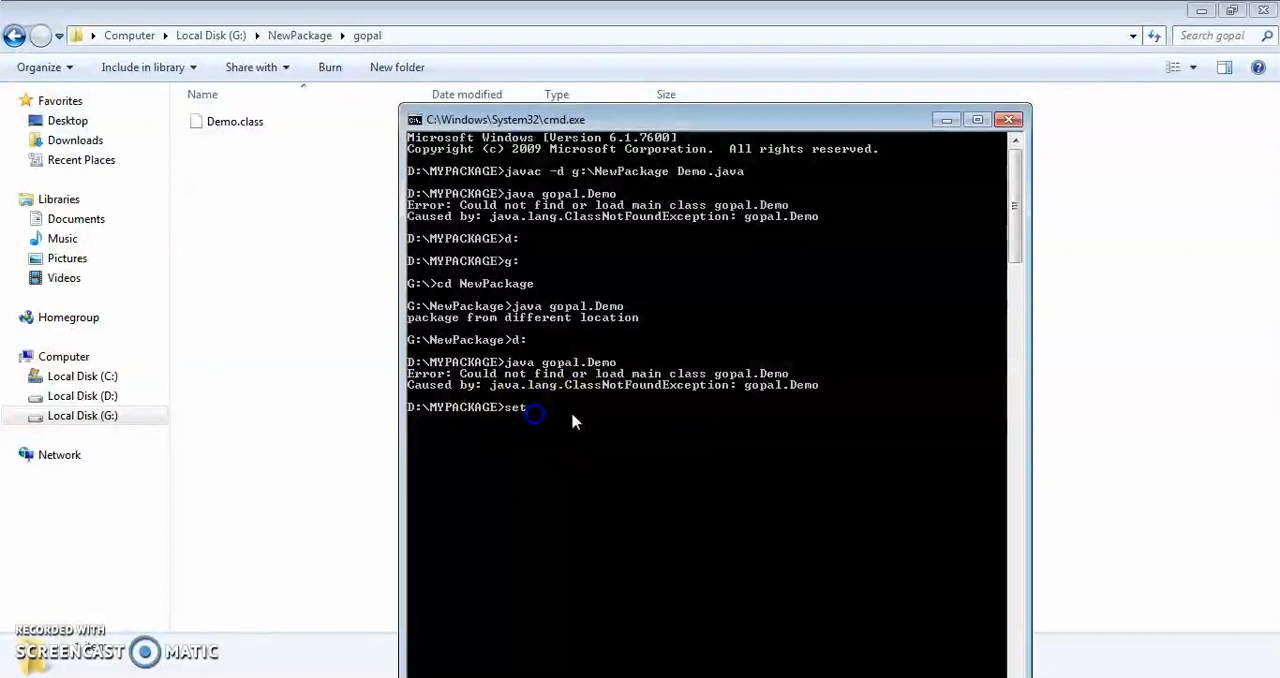 Computer Local Disk (G:) NewPackage gopal
Search gopal
Organize Include in library Share with Burn New folder
Favorites
Desktop
Downloads
Recent Places
Libraries
Documents
Music
Pictures
Videos
Homegroup
Computer
Local Disk (C:)
Local Disk (D:)
Local Disk (G:)
Network
Name Date modified Type Size
Demo.class
C:\Windows\System32\cmd.exe
Microsoft Windows [Version 6.1.7600]
Copyright (c) 2009 Microsoft Corporation. All rights reserved.
D:\MYPACKAGE>javac -d g:\NewPackage Demo.java
D:\MYPACKAGE>java gopal.Demo
Error: Could not find or load main class gopal.Demo
Caused by: java.lang.ClassNotFoundException: gopal.Demo
D:\MYPACKAGE>d:
D:\MYPACKAGE>g:
G:\>cd NewPackage
G:\NewPackage>java gopal.Demo
package from different location
G:\NewPackage>d:
D:\MYPACKAGE>java gopal.Demo
Error: Could not find or load main class gopal.Demo
Caused by: java.lang.ClassNotFoundException: gopal.Demo
D:\MYPACKAGE>set
RECORDED WITH
SCREENCAST MATIC